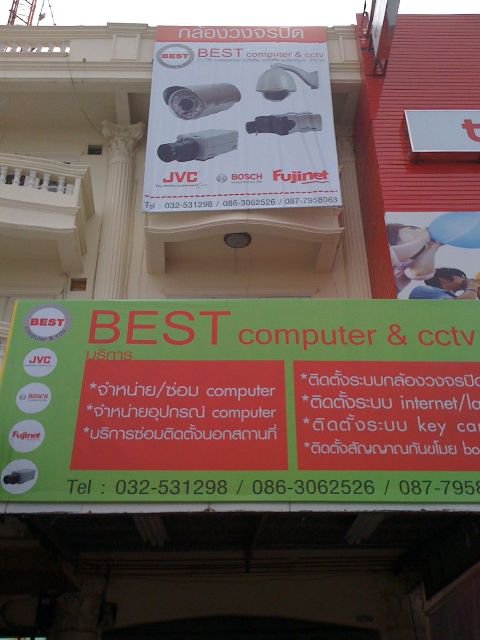 กล้องวงจรปิด
BEST
BEST computer & cctv
JVC
BOSCH
Fujinet
Tel : 032-531298 / 086-3062526 / 087-7958063
t
BEST
BEST computer & cctv
บริการ
JVC
BOSCH
Fujinet
*จำหน่าย/ซ่อม computer
*จำหน่ายอุปกรณ์ computer
*บริการซ่อมติดตั้งนอกสถานที่
*ติดตั้งระบบกล้องวงจรปิด
*ติดตั้งระบบ internet/la
*ติดตั้งระบบ key car
*ติดตั้งสัญญาณกันขโมย bo
Tel : 032-531298 / 086-3062526 / 087-7958